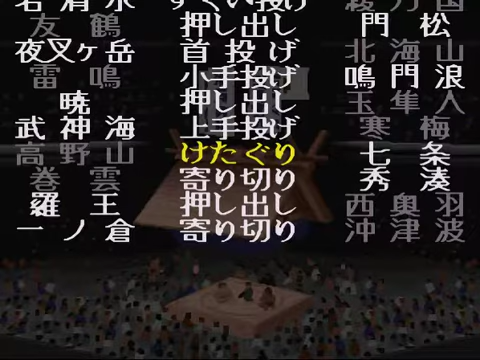 友鶴 押し出し 門松
夜叉ヶ岳 首投げ 北海山
雷鳴 小手投げ 鳴門浪
暁 押し出し 玉隼人
武神海 上手投げ 寒梅
高野山 けたぐり 七条
巻雲 寄り切り 秀湊
羅王 押し出し 西奥羽
一ノ倉 寄り切り 沖津波